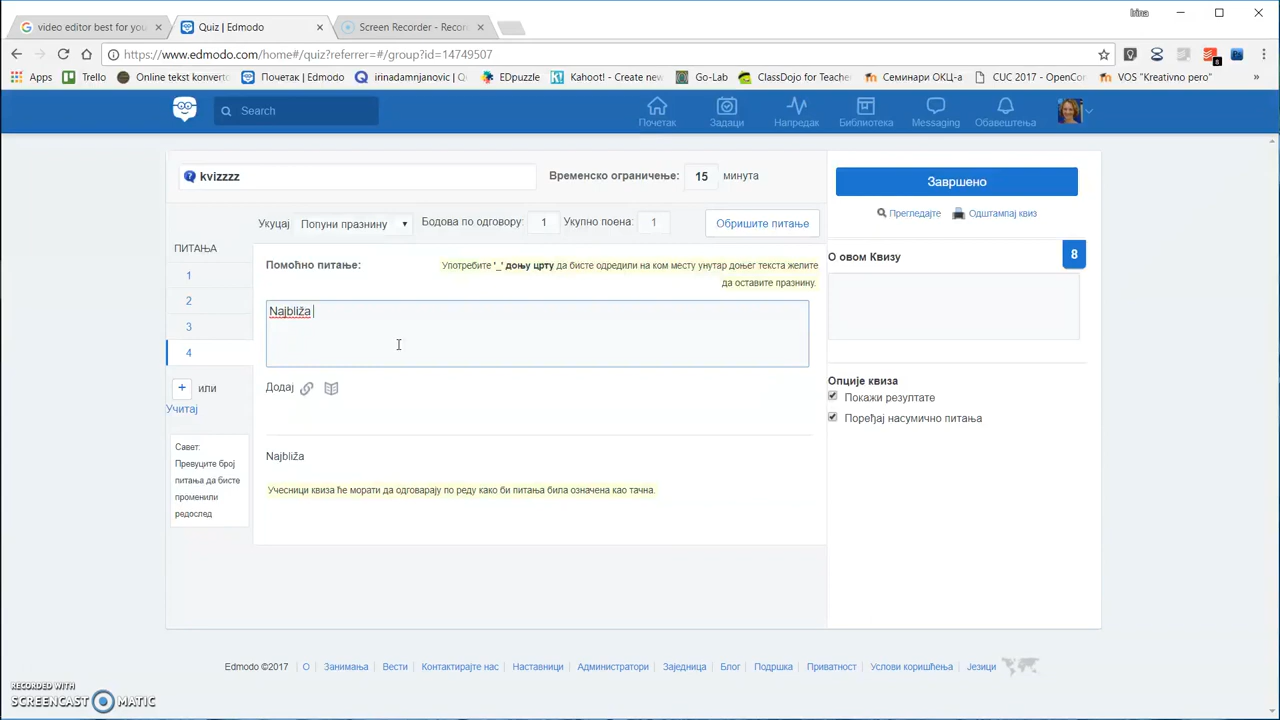 Irina
video editor best for you
Quiz | Edmodo
Screen Recorder - Recor
https://www.edmodo.com/home#/quiz?referrer=#/group?id=14749507
6
Apps
Trello
Online tekst konverto
Почетак | Edmodo
irinadamnjanovic | Q
EDpuzzle
Kahoot! - Create new
Goo
ClassDojo for Teacher
Семинари ОКЦ-а
CUC 2017 - OpenCon
VOS "Kreativno pero"
»
Search
Почетак
Задаци
Напредак
Библиотека
Messaging
Обавештења
kvizzzz
Временско ограничење: 15 минута
Завршено
Укуцај Попуни празнину Бодова по одговору: 1 Укупно поена: 1 Обришите питање
Прегледајте Одштампај квиз
ПИТАЊА
1
2
3
4
+ или
Учитај
Савет:
Превуците број
питања да бисте
променили
редослед
Помоћно питање:
Употребите '_' доњу црту да бисте одредили на ком месту унутар доњег текста желите
да оставите празнину.
Najbliža
Додај
Najbliža
Учесници квиза ће морати да одговарају по реду како би питања била означена као тачна.
О овом Квизу
8
Опције квиза
Покажи резултате
Поређај насумично питања
Edmodo ©2017 О Занимања Вести Контактирајте нас Наставници Администратори Заједница Блог Подршка Приватност Услови коришћења Језици
RECORDED WITH
SCREENCAST MATIC